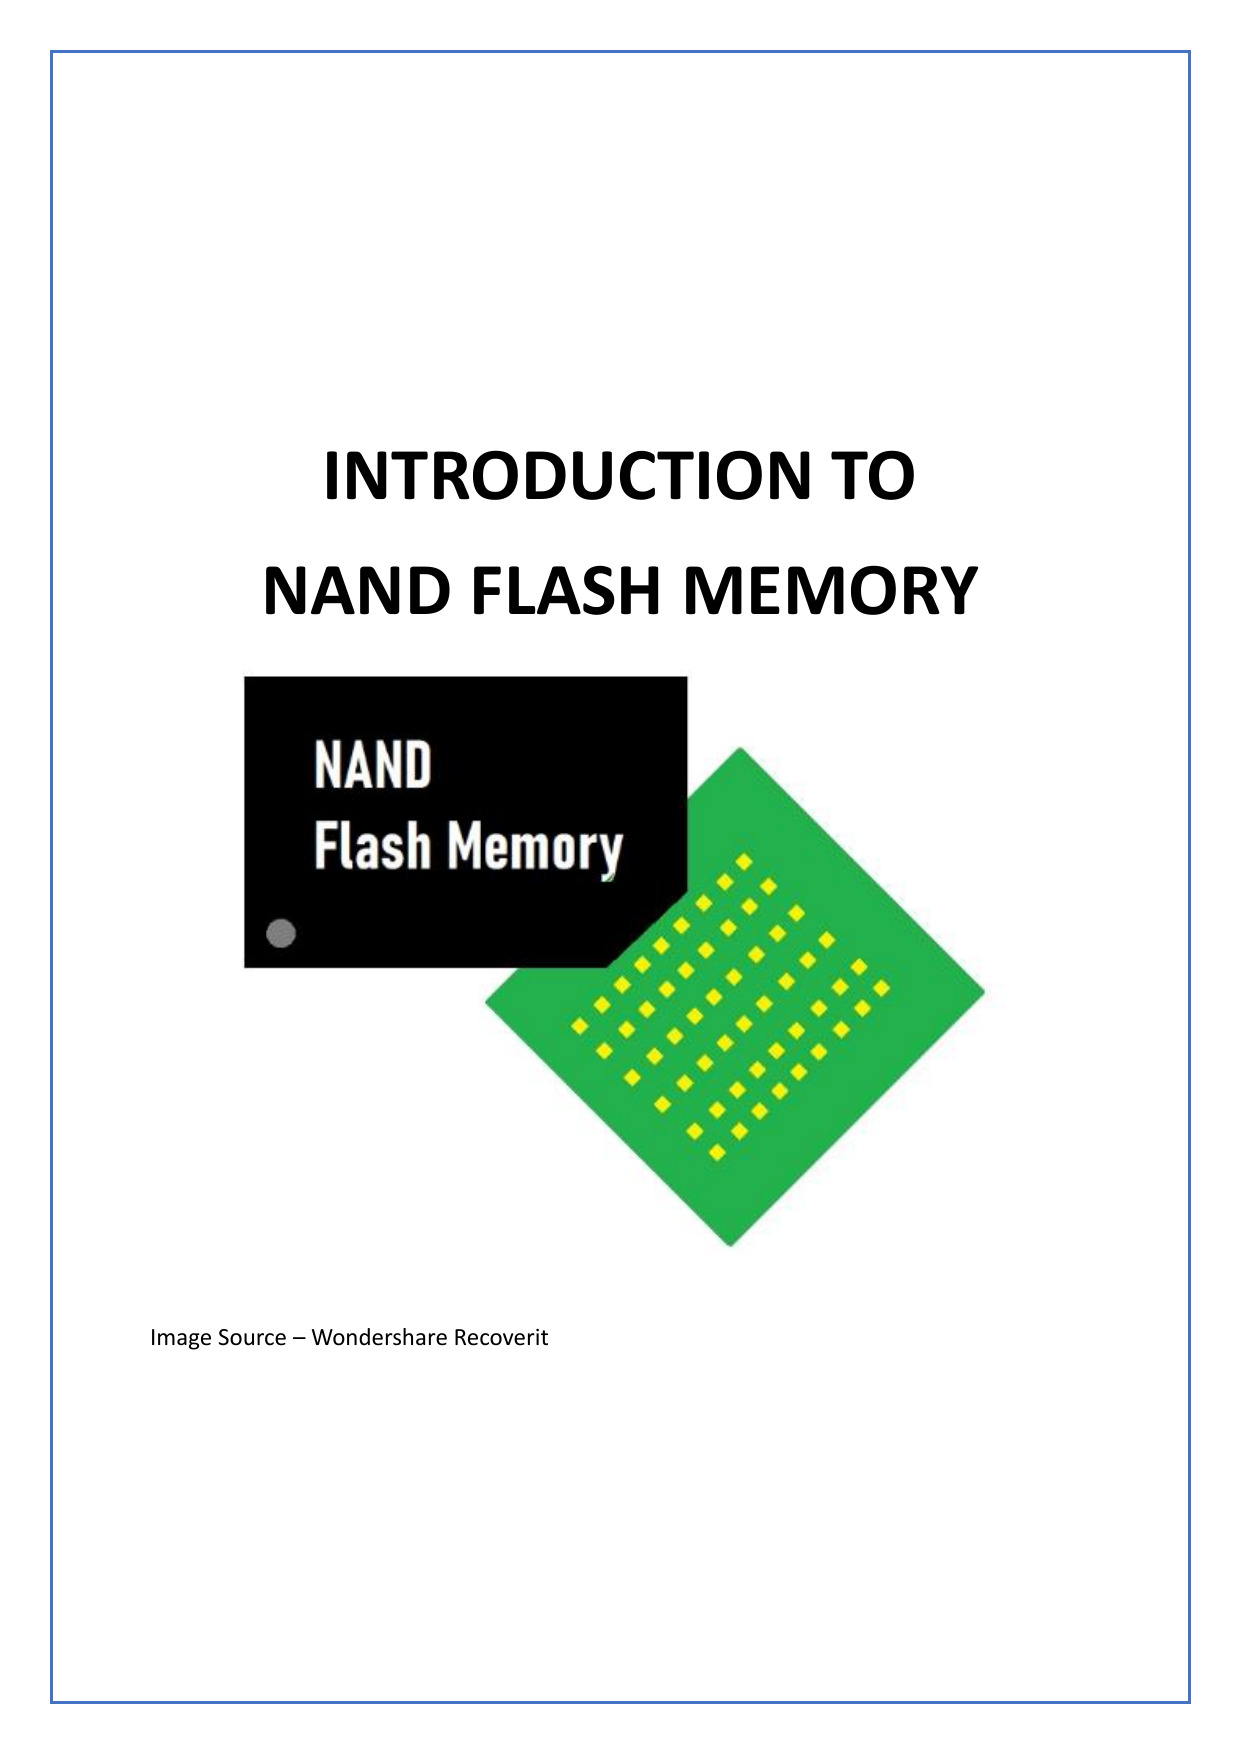 INTRODUCTION TO
NAND FLASH MEMORY
NAND
Flash Memory
Image Source – Wondershare Recoverit